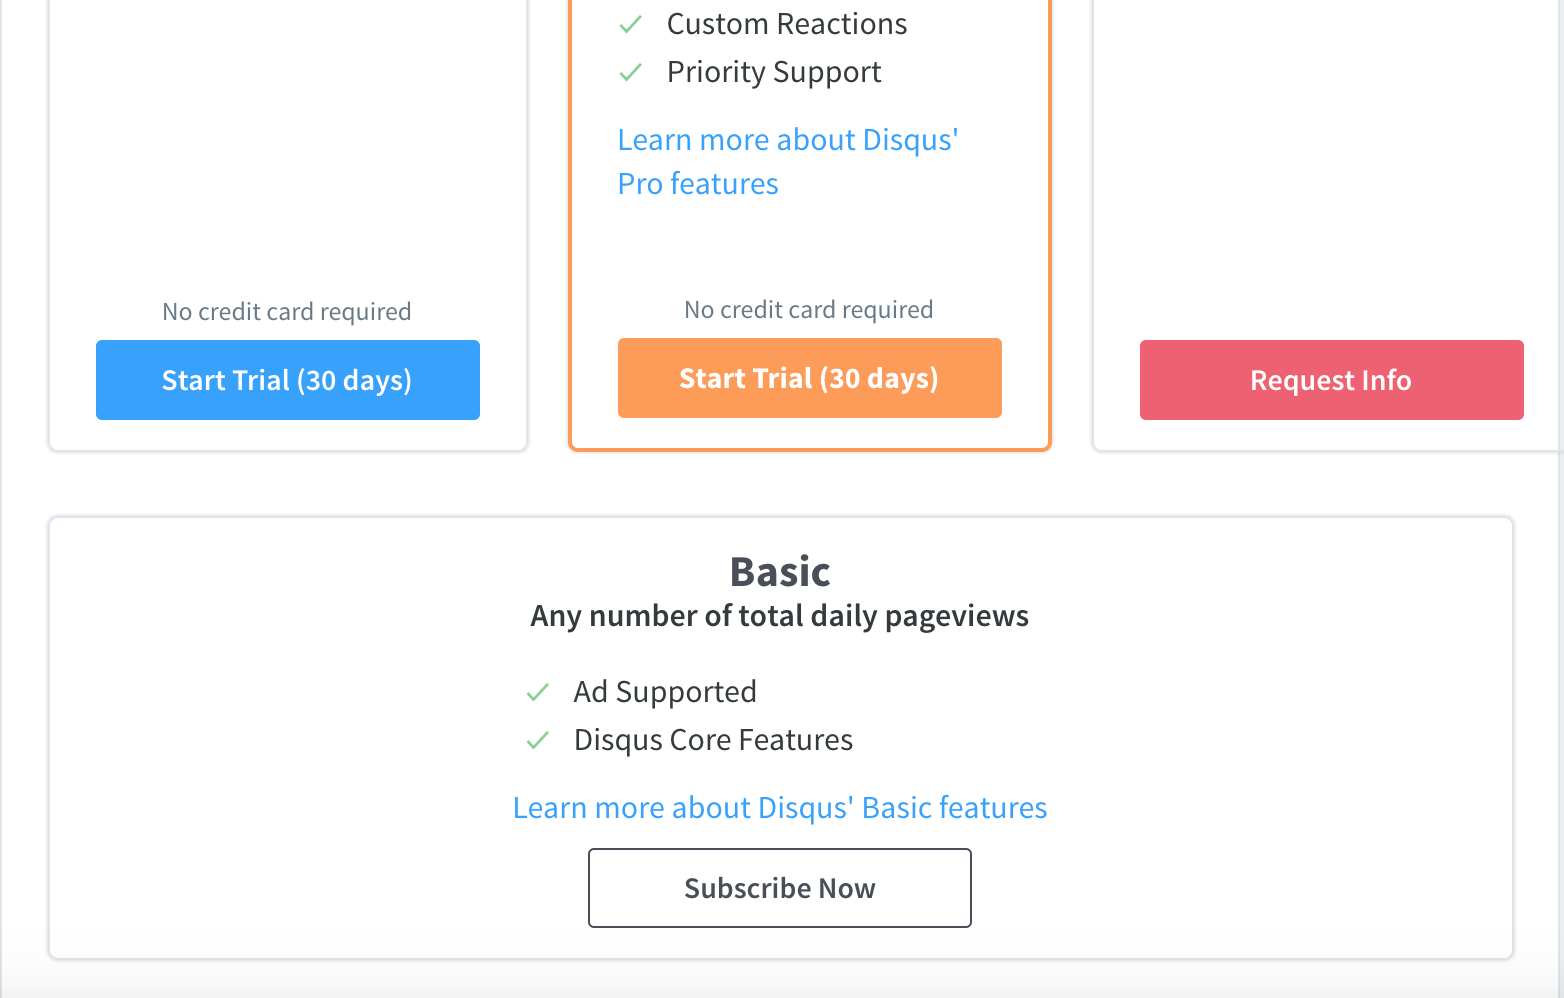 Custom Reactions
Priority Support
Learn more about Disqus'
Pro features
No credit card required
Start Trial (30 days)
No credit card required
Start Trial (30 days)
Request Info
Basic
Any number of total daily pageviews
Ad Supported
Disqus Core Features
Learn more about Disqus' Basic features
Subscribe Now